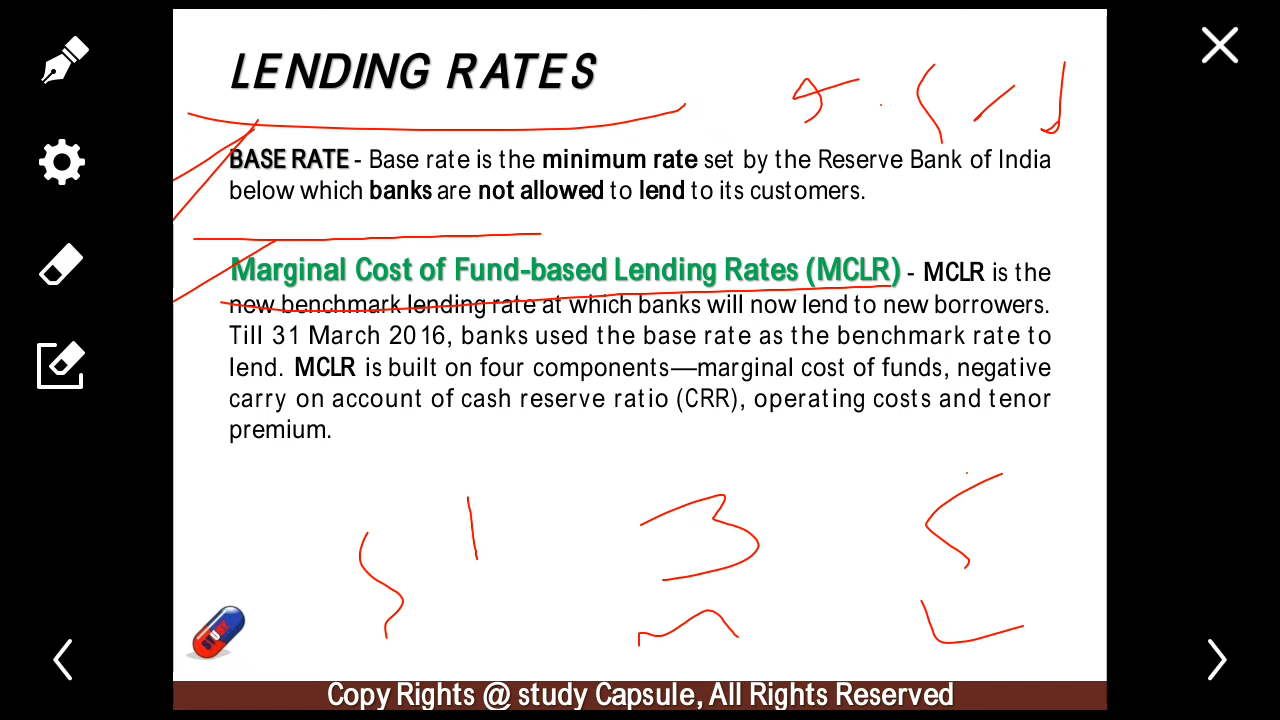 LENDING RATES
BASE RATE - Base rate is the minimum rate set by the Reserve Bank of India
below which banks are not allowed to lend to its customers.
Marginal Cost of Fund-based Lending Rates (MCLR) - MCLR is the
new benchmark lending rate at which banks will now lend to new borrowers.
Till 31 March 2016, banks used the base rate as the benchmark rate to
lend. MCLR is built on four components—marginal cost of funds, negative
carry on account of cash reserve ratio (CRR), operating costs and tenor
premium.
STUDY
Copy Rights @ study Capsule, All Rights Reserved